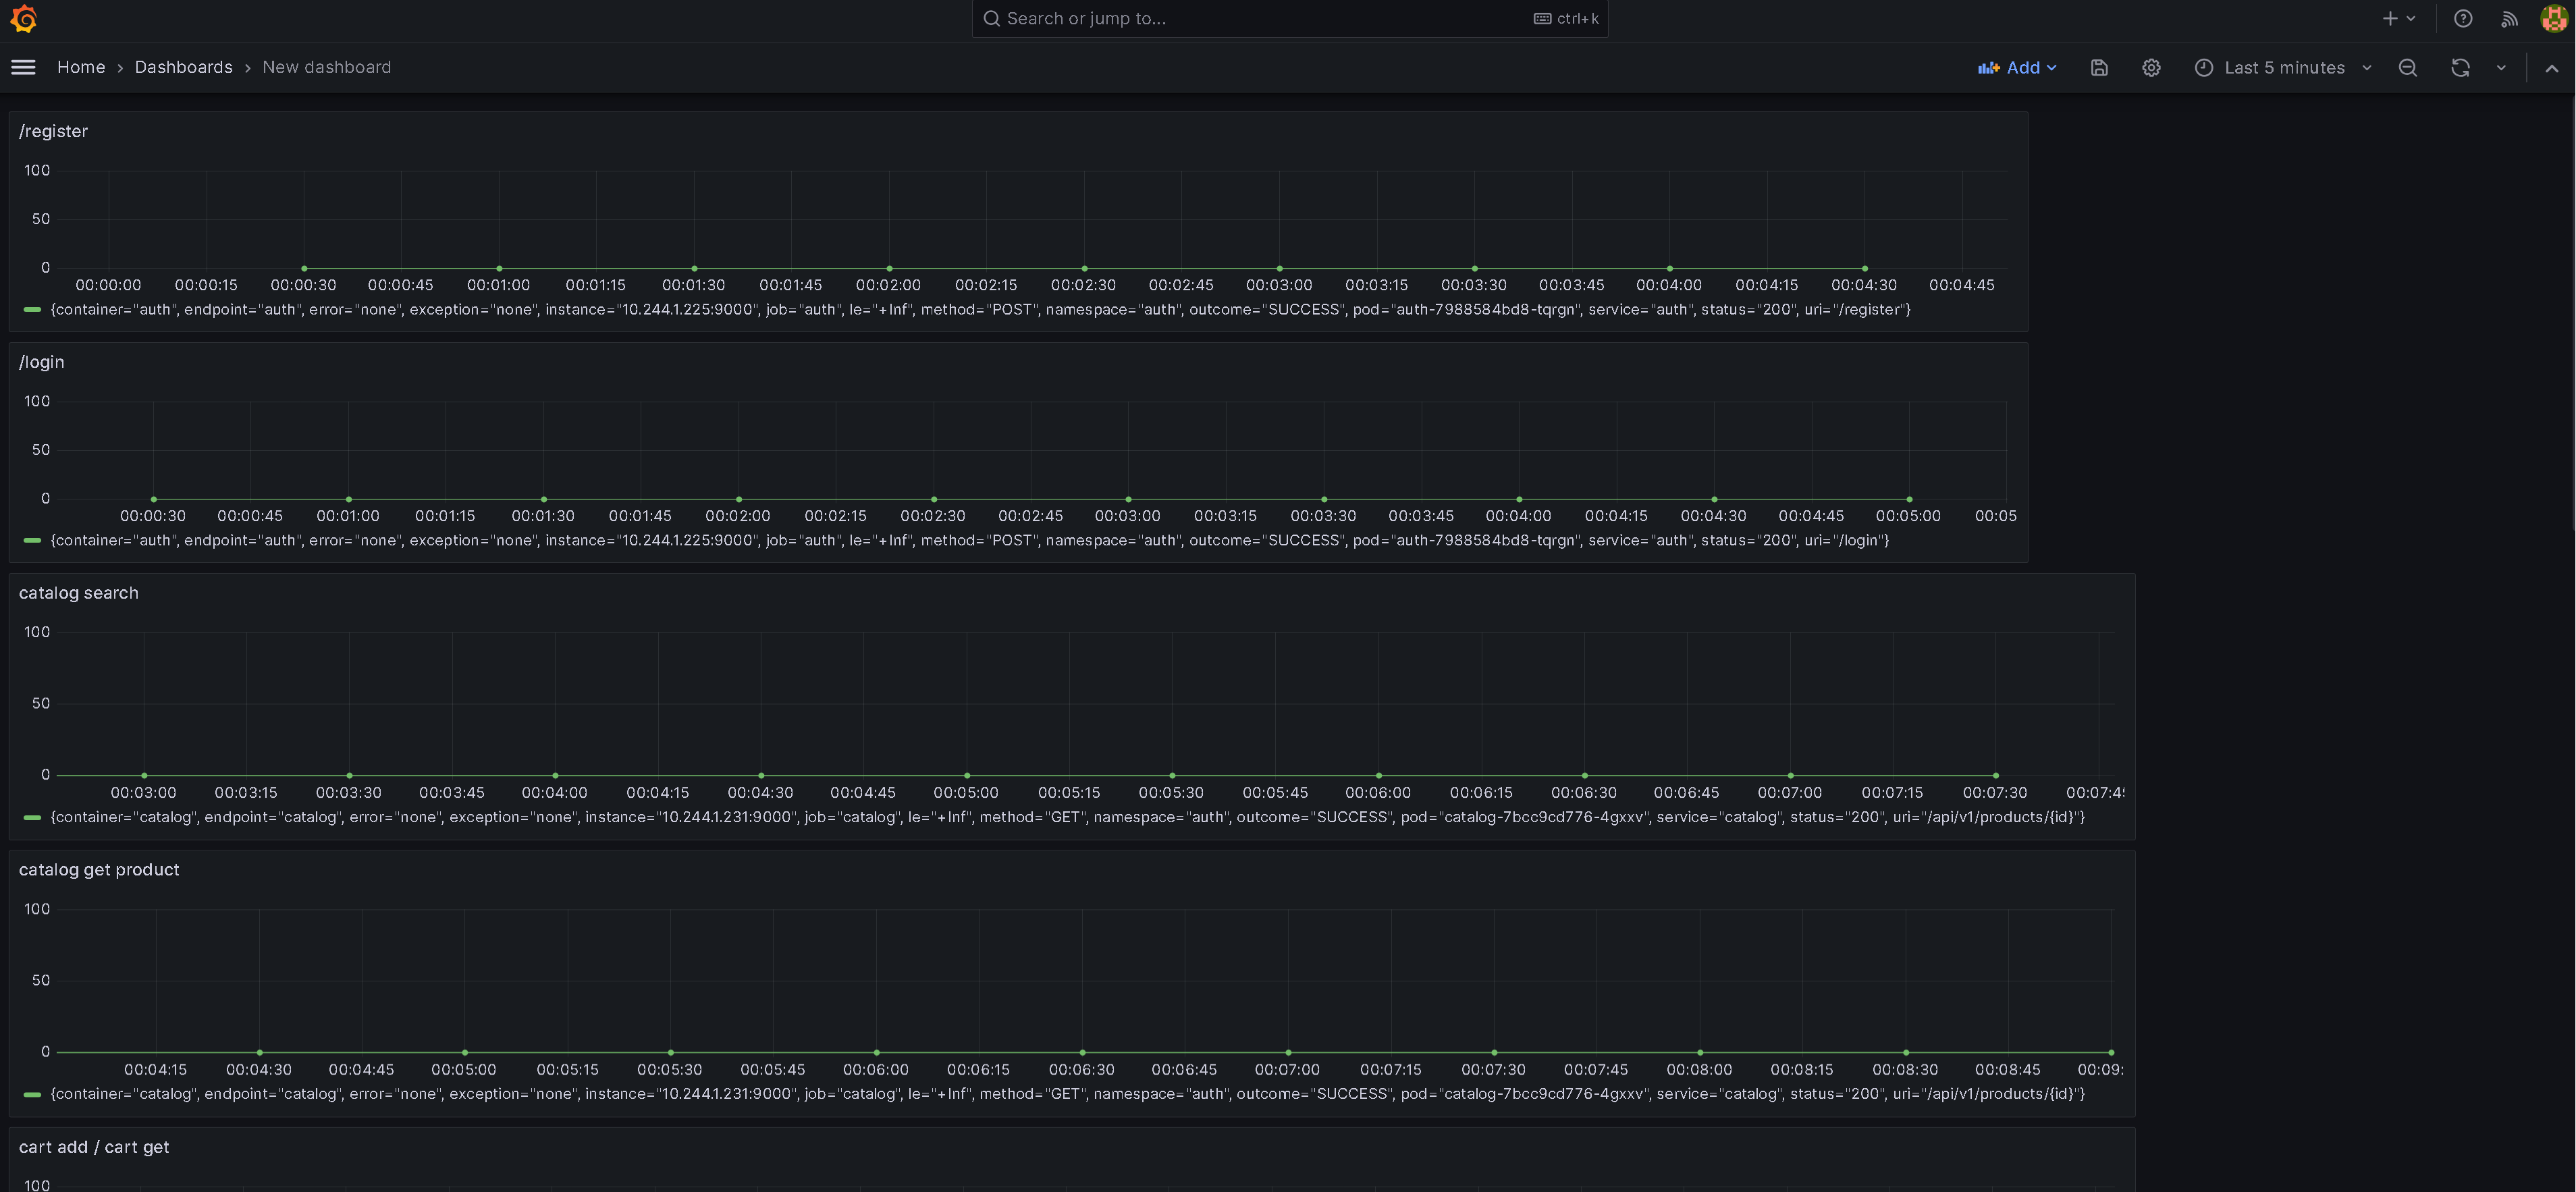 Search or jump to... ctrl+k
Home › Dashboards › New dashboard Add Last 5 minutes
/register
100
50
0
00:00:00 00:00:15 00:00:30 00:00:45 00:01:00 00:01:15 00:01:30 00:01:45 00:02:00 00:02:15 00:02:30 00:02:45 00:03:00 00:03:15 00:03:30 00:03:45 00:04:00 00:04:15 00:04:30 00:04:45
{container="auth", endpoint="auth", error="none", exception="none", instance="10.244.1.225:9000", job="auth", le="+Inf", method="POST", namespace="auth", outcome="SUCCESS", pod="auth-7988584bd8-tqrgn", service="auth", status="200", uri="/register"}
/login
100
50
0
00:00:30 00:00:45 00:01:00 00:01:15 00:01:30 00:01:45 00:02:00 00:02:15 00:02:30 00:02:45 00:03:00 00:03:15 00:03:30 00:03:45 00:04:00 00:04:15 00:04:30 00:04:45 00:05:00 00:05
{container="auth", endpoint="auth", error="none", exception="none", instance="10.244.1.225:9000", job="auth", le="+Inf", method="POST", namespace="auth", outcome="SUCCESS", pod="auth-7988584bd8-tqrgn", service="auth", status="200", uri="/login"}
catalog search
100
50
0
00:03:00 00:03:15 00:03:30 00:03:45 00:04:00 00:04:15 00:04:30 00:04:45 00:05:00 00:05:15 00:05:30 00:05:45 00:06:00 00:06:15 00:06:30 00:06:45 00:07:00 00:07:15 00:07:30 00:07:45
{container="catalog", endpoint="catalog", error="none", exception="none", instance="10.244.1.231:9000", job="catalog", le="+Inf", method="GET", namespace="auth", outcome="SUCCESS", pod="catalog-7bcc9cd776-4gxxv", service="catalog", status="200", uri="/api/v1/products/{id}"}
catalog get product
100
50
0
00:04:15 00:04:30 00:04:45 00:05:00 00:05:15 00:05:30 00:05:45 00:06:00 00:06:15 00:06:30 00:06:45 00:07:00 00:07:15 00:07:30 00:07:45 00:08:00 00:08:15 00:08:30 00:08:45 00:09:
{container="catalog", endpoint="catalog", error="none", exception="none", instance="10.244.1.231:9000", job="catalog", le="+Inf", method="GET", namespace="auth", outcome="SUCCESS", pod="catalog-7bcc9cd776-4gxxv", service="catalog", status="200", uri="/api/v1/products/{id}"}
cart add / cart get
100